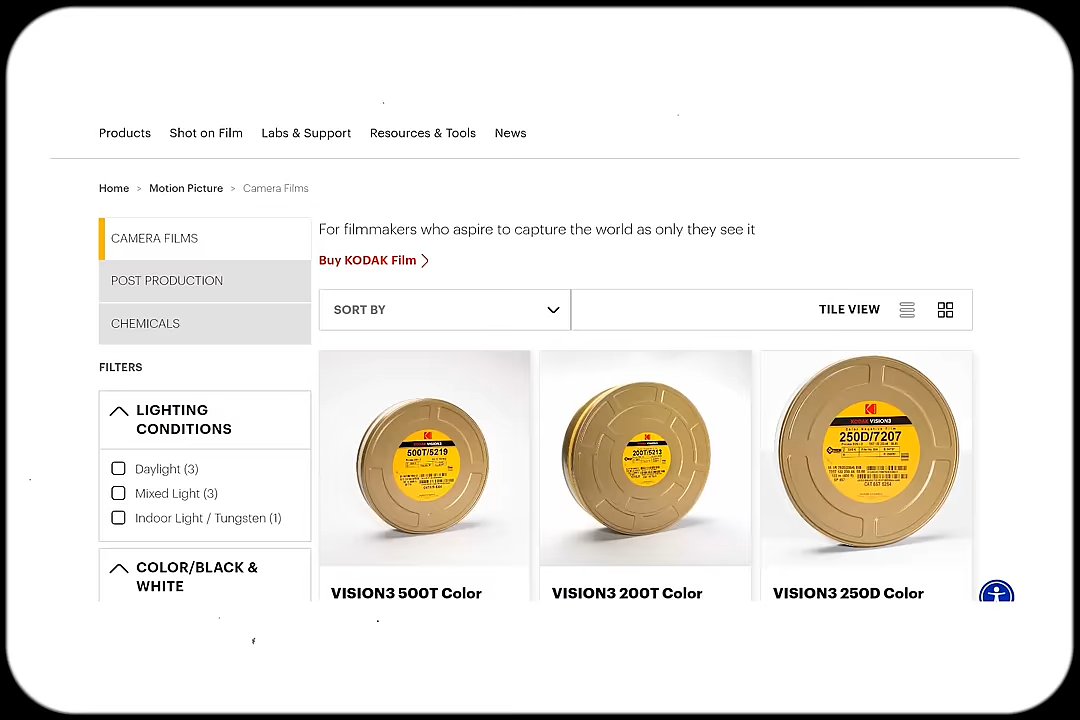 Products Shot on Film Labs & Support Resources & Tools News
Home > Motion Picture > Camera Films
CAMERA FILMS
POST PRODUCTION
CHEMICALS
FILTERS
LIGHTING
CONDITIONS
Daylight (3)
Mixed Light (3)
Indoor Light / Tungsten (1)
COLOR/BLACK &
WHITE
For filmmakers who aspire to capture the world as only they see it
Buy KODAK Film >
SORT BY
TILE VIEW
500T/5219
200T/5213
KODAK VISION3
250D/7207
VISION3 500T Color
VISION3 200T Color
VISION3 250D Color